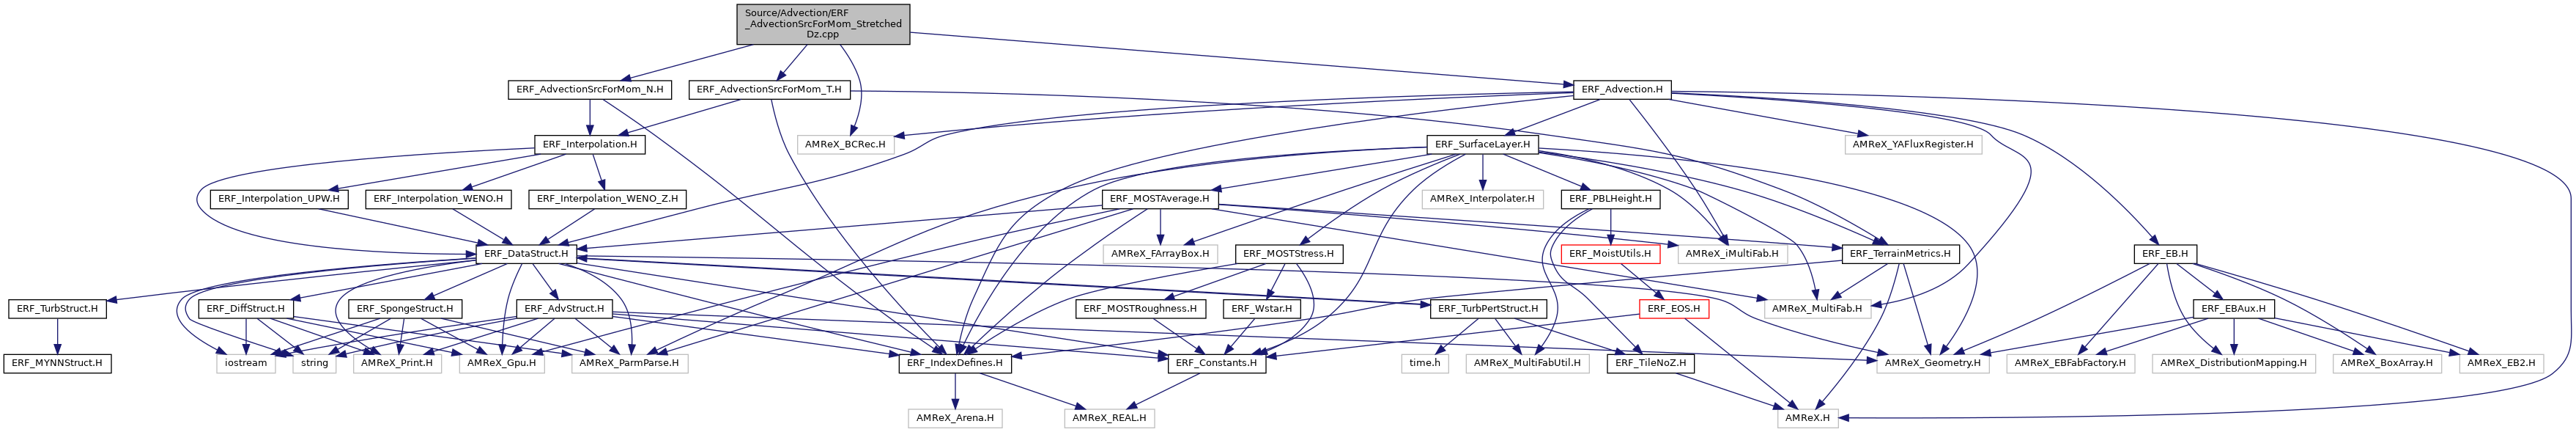 Source/Advection/ERF
_AdvectionSrcForMom_Stretched
Dz.cpp
ERF_AdvectionSrcForMom_N.H
ERF_AdvectionSrcForMom_T.H
ERF_Advection.H
ERF_Interpolation.H
AMReX_BCRec.H
ERF_SurfaceLayer.H
AMReX_YAFluxRegister.H
ERF_Interpolation_UPW.H
ERF_Interpolation_WENO.H
ERF_Interpolation_WENO_Z.H
ERF_MOSTAverage.H
AMReX_Interpolater.H
ERF_PBLHeight.H
ERF_DataStruct.H
AMReX_FArrayBox.H
ERF_MOSTStress.H
ERF_MoistUtils.H
AMReX_iMultiFab.H
ERF_TerrainMetrics.H
ERF_EB.H
ERF_TurbStruct.H
ERF_DiffStruct.H
ERF_SpongeStruct.H
ERF_AdvStruct.H
ERF_MOSTRoughness.H
ERF_Wstar.H
ERF_TurbPertStruct.H
ERF_EOS.H
AMReX_MultiFab.H
ERF_EBAux.H
ERF_MYNNStruct.H
iostream
string
AMReX_Print.H
AMReX_Gpu.H
AMReX_ParmParse.H
ERF_IndexDefines.H
ERF_Constants.H
time.h
AMReX_MultiFabUtil.H
ERF_TileNoZ.H
AMReX_Geometry.H
AMReX_EBFabFactory.H
AMReX_DistributionMapping.H
AMReX_BoxArray.H
AMReX_EB2.H
AMReX_Arena.H
AMReX_REAL.H
AMReX.H